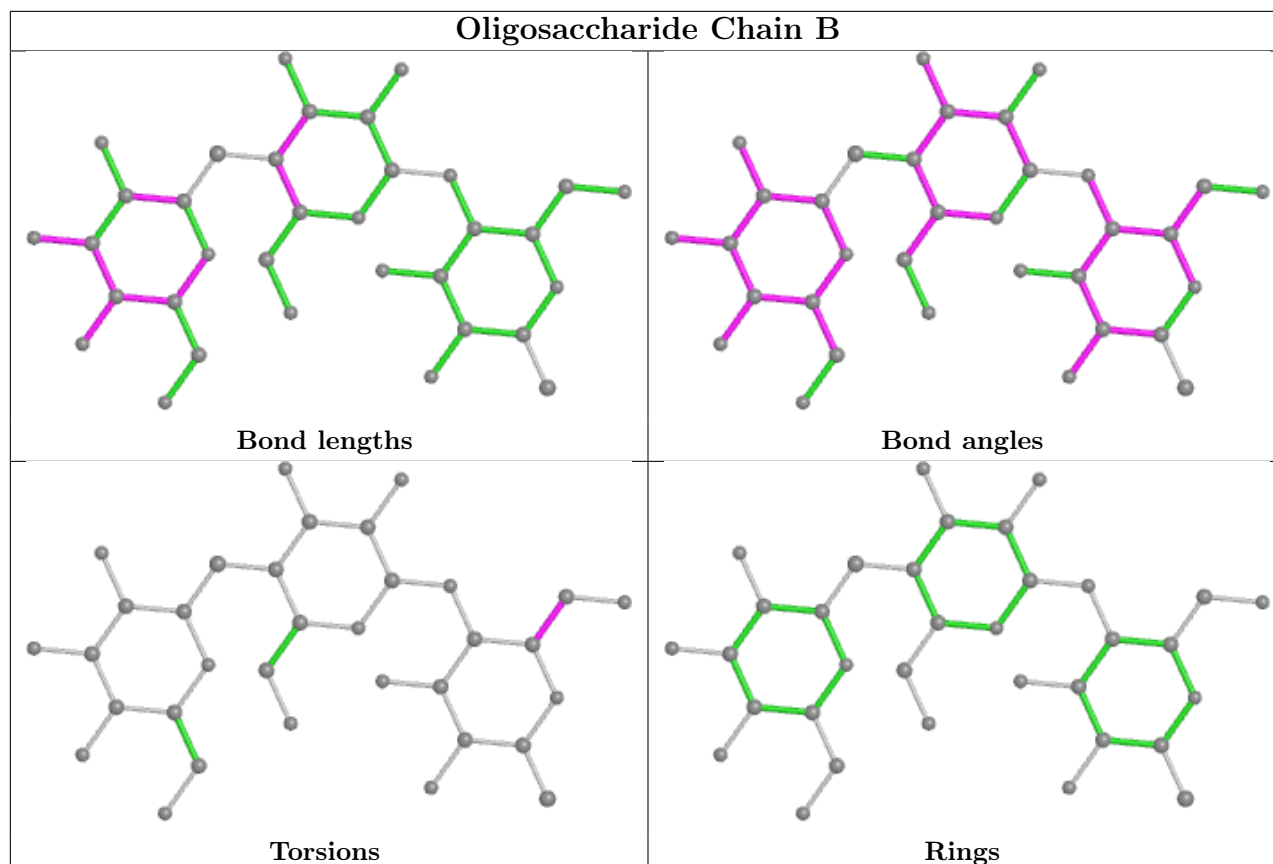 Oligosaccharide Chain B
Bond lengths
Bond angles
Torsions
Rings